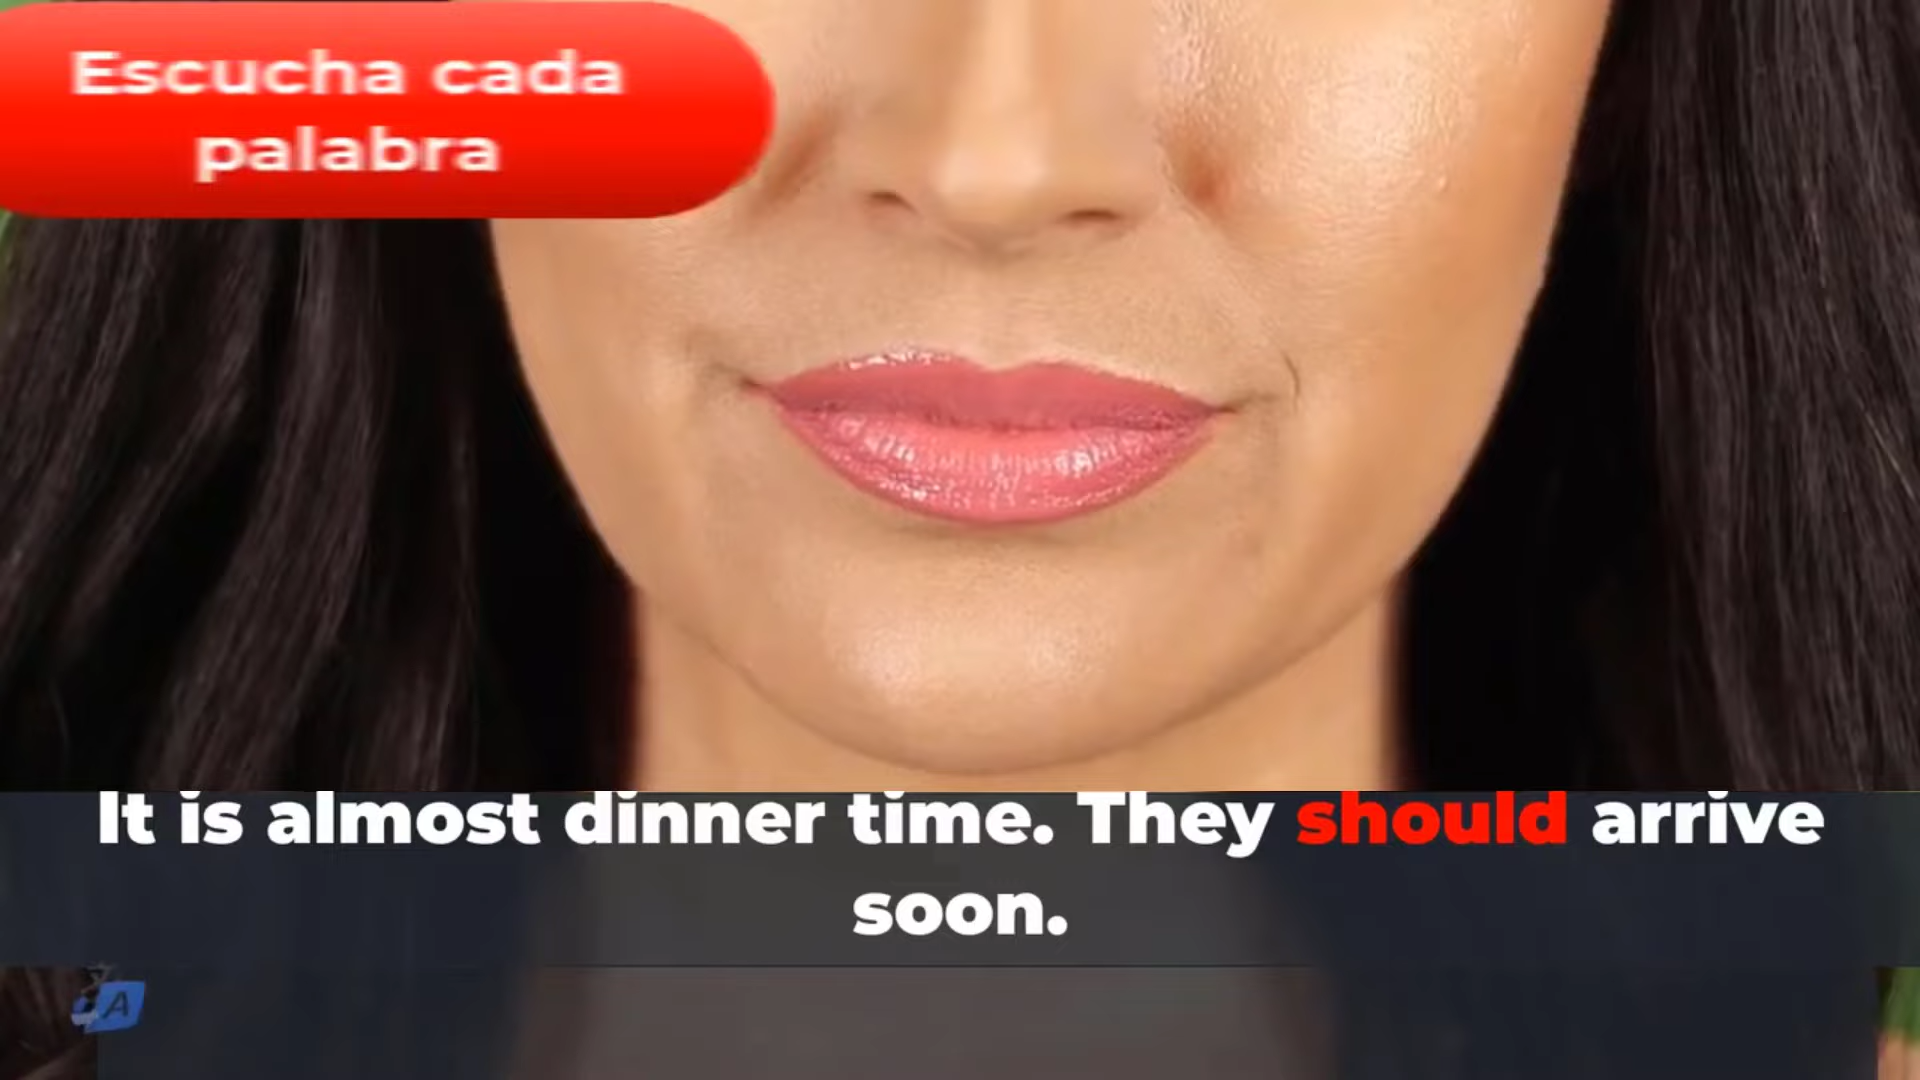 Escucha cada
palabra
It is almost dinner time. They should arrive
soon.
A